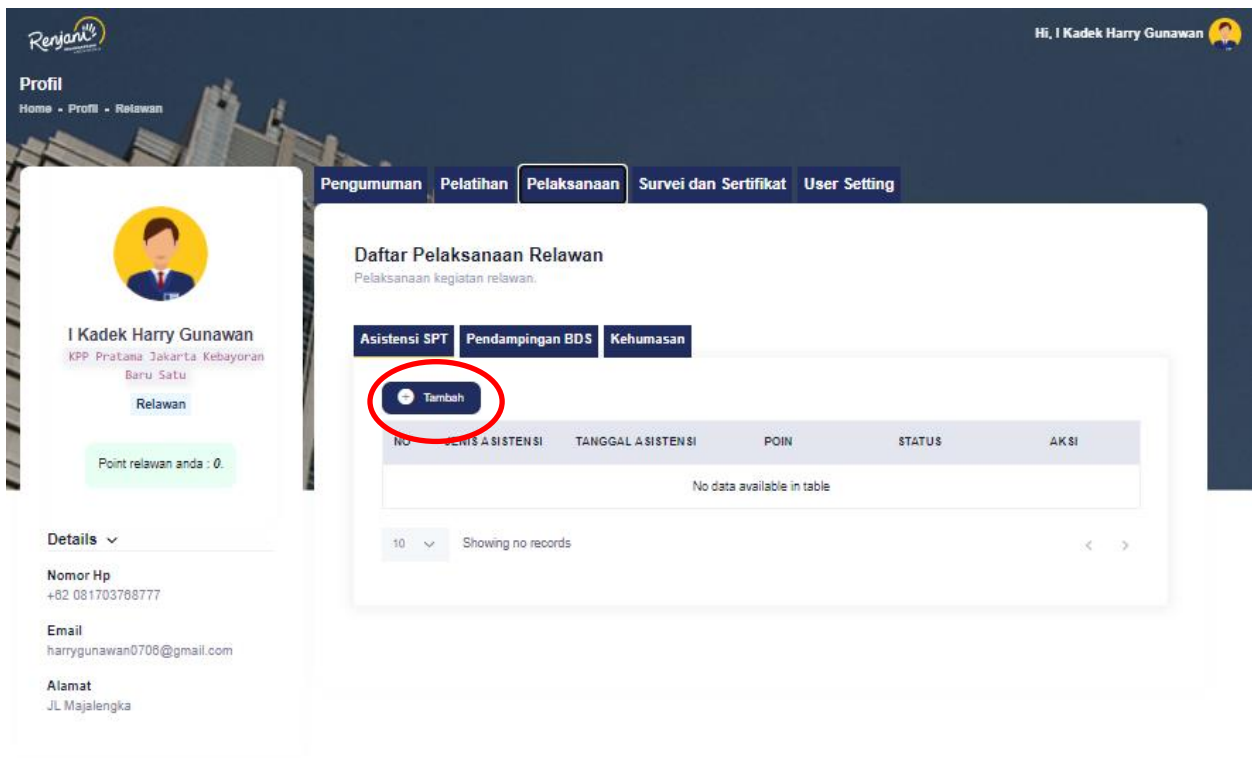 Renjani
Hi, I Kadek Harry Gunawan
Profil
Home - Profil - Relawan
Pengumuman Pelatihan Pelaksanaan Survei dan Sertifikat User Setting
Daftar Pelaksanaan Relawan
Pelaksanaan kegiatan relawan.
I Kadek Harry Gunawan
KPP Pratama Jakarta Kebayoran
Baru Satu
Relawan
Point relawan anda : 0.
Asistensi SPT Pendampingan BDS Kehumasan
Tambah
NO JENIS ASISTENSI TANGGAL ASISTENSI POIN STATUS AKSI
No data available in table
10 Showing no records
Details
Nomor Hp
+62 081703768777
Email
harrygunawan0706@gmail.com
Alamat
JL Majalengka